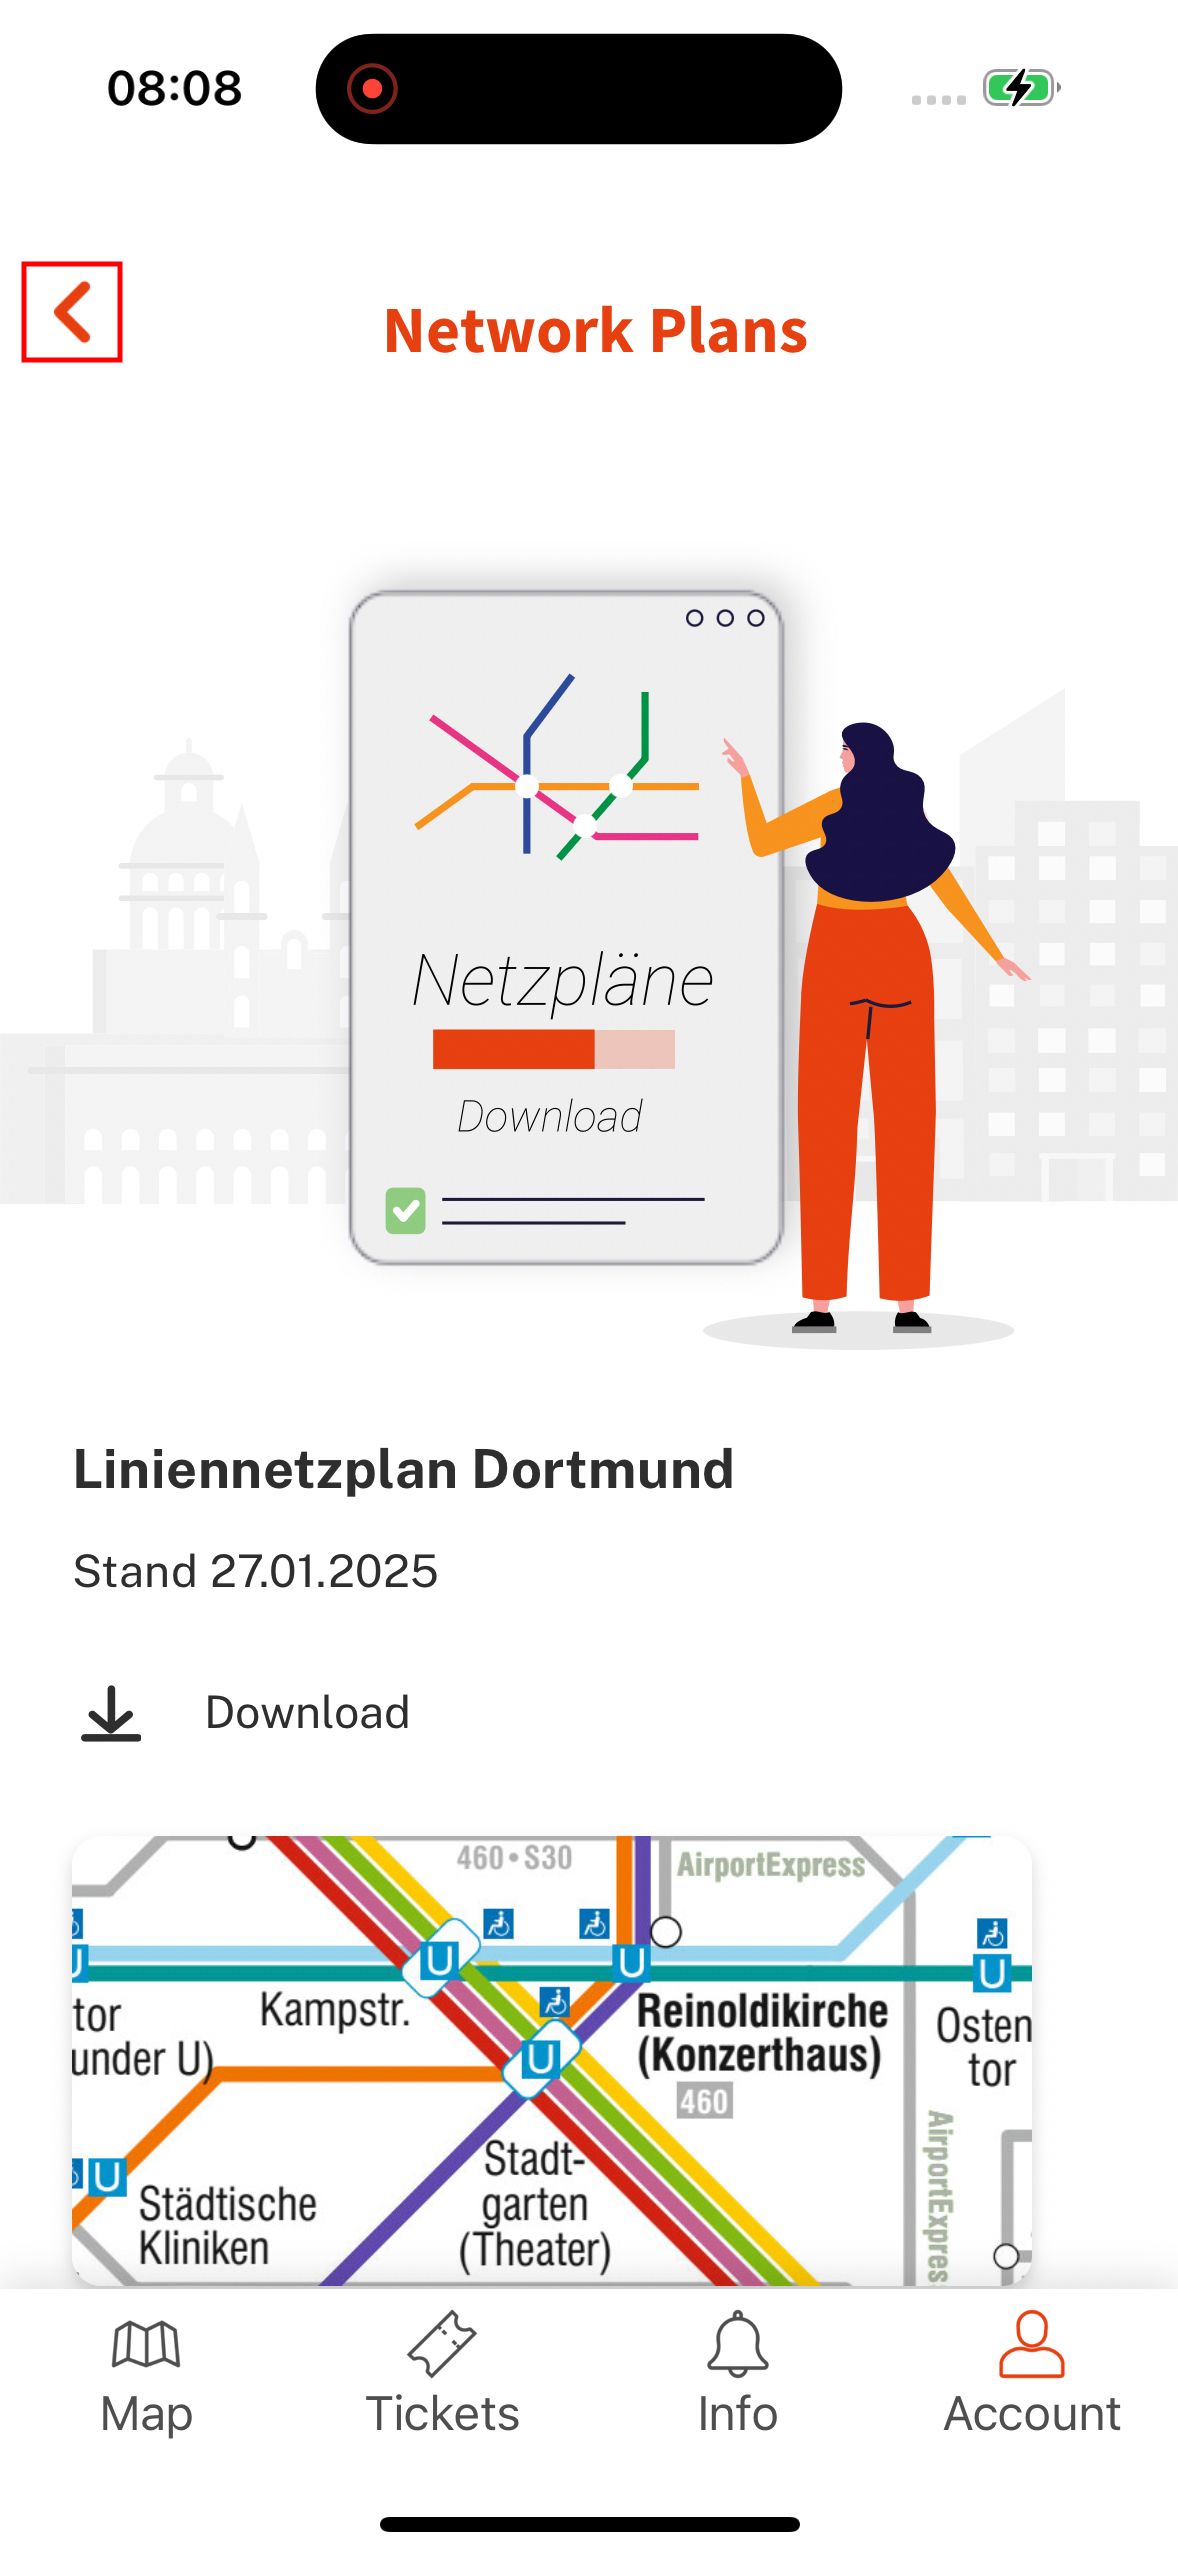 08:08
Network Plans
Netzpläne
Download
Liniennetzplan Dortmund
Stand 27.01.2025
Download
460 • S30
AirportExpress
U
U
U
U
Kampstr.
Reinoldikirche
(Konzerthaus)
460
Osten
tor
tor
under U)
U
AirportExpres
Stadt-
garten
(Theater)
U
Städtische
Kliniken
Map
Tickets
Info
Account